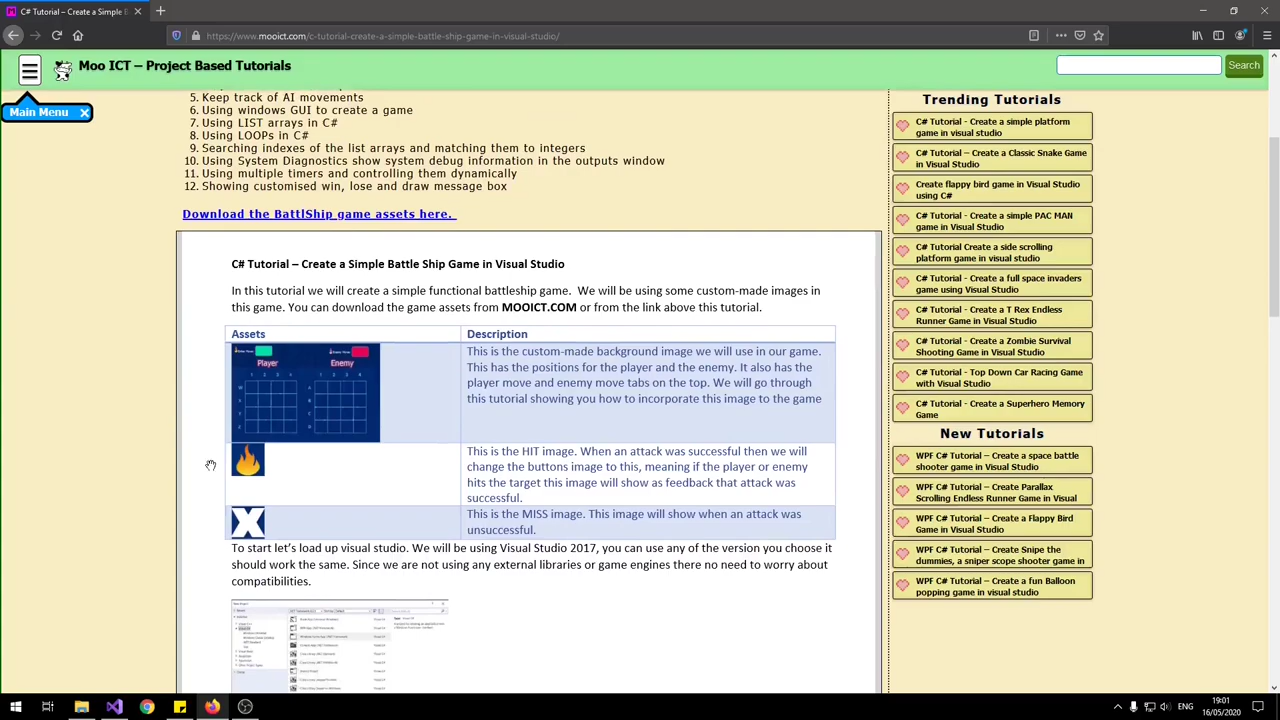 C# Tutorial – Create a Simple B
https://www.mooict.com/c-tutorial-create-a-simple-battle-ship-game-in-visual-studio/
Moo ICT – Project Based Tutorials
Search
Main Menu
5. Keep track of AI movements
6. Using windows GUI to create a game
7. Using LIST arrays in C#
8. Using LOOPs in C#
9. Searching indexes of the list arrays and matching them to integers
10. Using System Diagnostics show system debug information in the outputs window
11. Using multiple timers and controlling them dynamically
12. Showing customised win, lose and draw message box
Download the BattlShip game assets here.
C# Tutorial – Create a Simple Battle Ship Game in Visual Studio
In this tutorial we will create a simple functional battleship game. We will be using some custom-made images in
this game. You can download the game assets from MOOICT.COM or from the link above this tutorial.
Assets
Description
Player
Enemy
This is the custom-made background image we will use in our game.
This has the positions for the player and the enemy. It also has the
player move and enemy move tabs on the top. We will go through
this tutorial showing you how to incorporate this image to the game
This is the HIT image. When an attack was successful then we will
change the buttons image to this, meaning if the player or enemy
hits the target this image will show as feedback that attack was
successful.
This is the MISS image. This image will show when an attack was
unsuccessful.
To start let's load up visual studio. We will be using Visual Studio 2017, you can use any of the version you choose it
should work the same. Since we are not using any external libraries or game engines there no need to worry about
compatibilities.
Trending Tutorials
C# Tutorial - Create a simple platform
game in visual studio
C# Tutorial – Create a Classic Snake Game
in Visual Studio
Create flappy bird game in Visual Studio
using C#
C# Tutorial - Create a simple PAC MAN
game in Visual Studio
C# Tutorial Create a side scrolling
platform game in visual studio
C# Tutorial - Create a full space invaders
game using Visual Studio
C# Tutorial - Create a T Rex Endless
Runner Game in Visual Studio
C# Tutorial - Create a Zombie Survival
Shooting Game in Visual Studio
C# Tutorial - Top Down Car Racing Game
with Visual Studio
C# Tutorial - Create a Superhero Memory
Game
New Tutorials
WPF C# Tutorial – Create a space battle
shooter game in Visual Studio
WPF C# Tutorial – Create Parallax
Scrolling Endless Runner Game in Visual
WPF C# Tutorial – Create a Flappy Bird
Game in Visual Studio
WPF C# Tutorial – Create Snipe the
dummies, a sniper scope shooter game in
WPF C# Tutorial – Create a fun Balloon
popping game in visual studio
ENG
19:01
16/05/2020